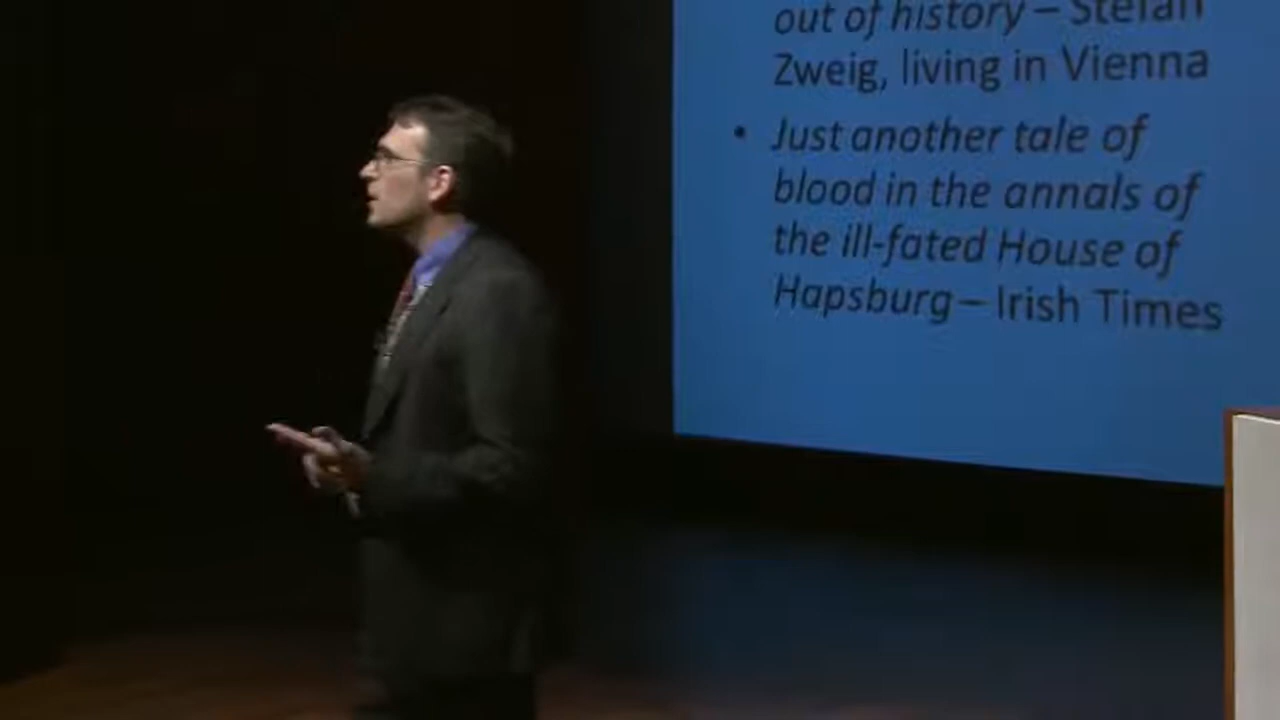 out of history – Stefan
Zweig, living in Vienna
• Just another tale of
blood in the annals of
the ill-fated House of
Hapsburg – Irish Times